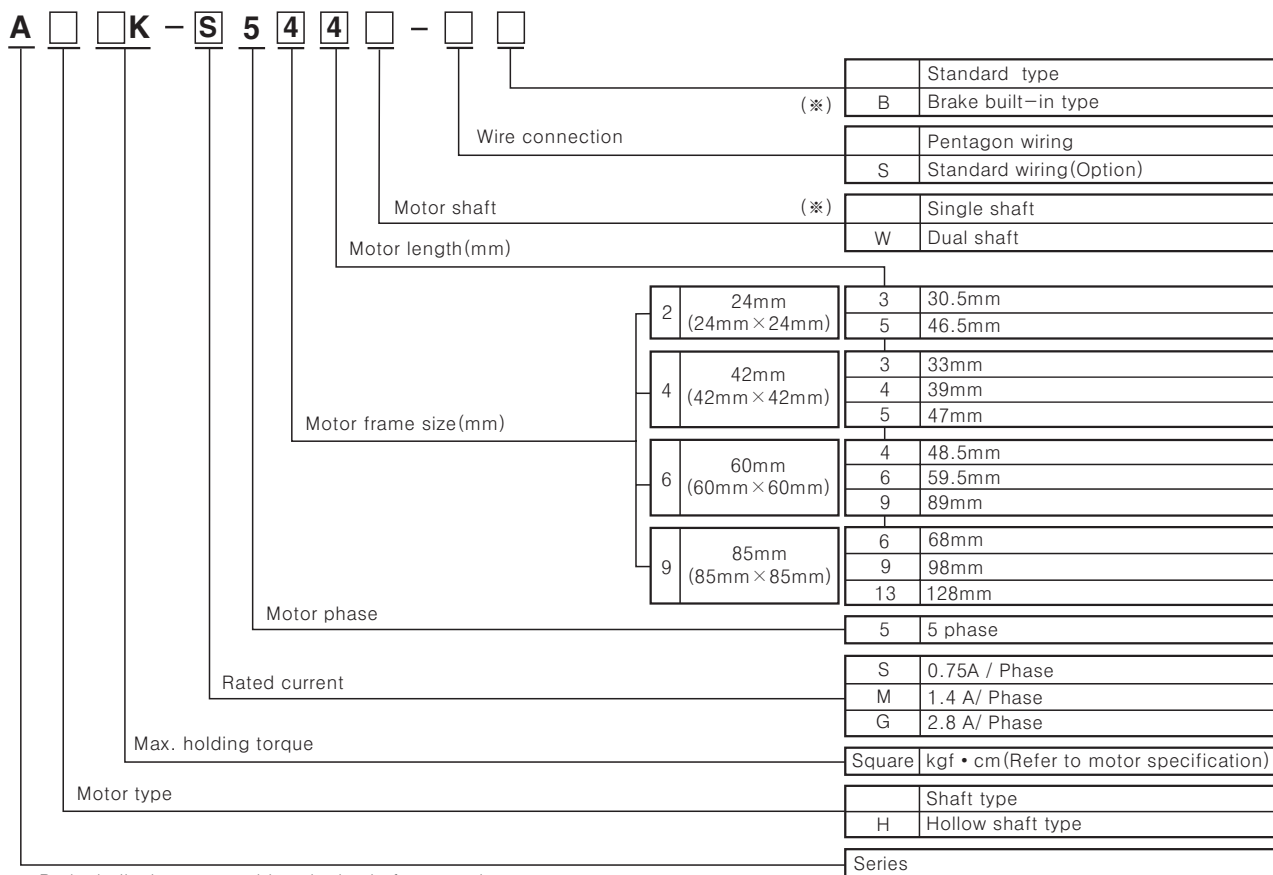 A □ □K － S 5 4 4 □ － □ □
Standard type
(※) B Brake built－in type
Wire connection
Pentagon wiring
S Standard wiring(Option)
Motor shaft (※)
Single shaft
W Dual shaft
Motor length(mm)
2 24mm (24mm×24mm)
3 30.5mm
5 46.5mm
4 42mm (42mm×42mm)
3 33mm
4 39mm
5 47mm
Motor frame size(mm)
6 60mm (60mm×60mm)
4 48.5mm
6 59.5mm
9 89mm
9 85mm (85mm×85mm)
6 68mm
9 98mm
13 128mm
Motor phase
5 5 phase
Rated current
S 0.75A / Phase
M 1.4 A/ Phase
G 2.8 A/ Phase
Max. holding torque
Square kgf • cm(Refer to motor specification)
Motor type
Shaft type
H Hollow shaft type
Series